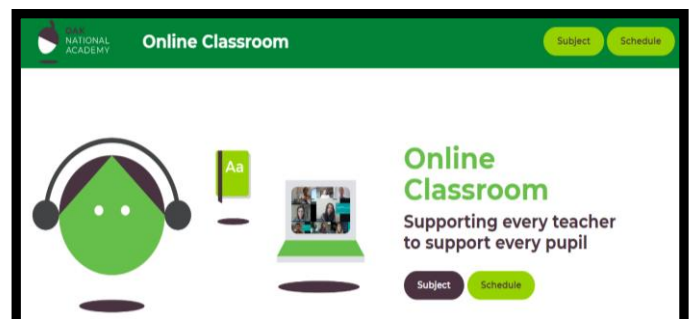 OAK
NATIONAL
ACADEMY
Online Classroom
Subject
Schedule
Aa
Online
Classroom
Supporting every teacher
to support every pupil
Subject
Schedule